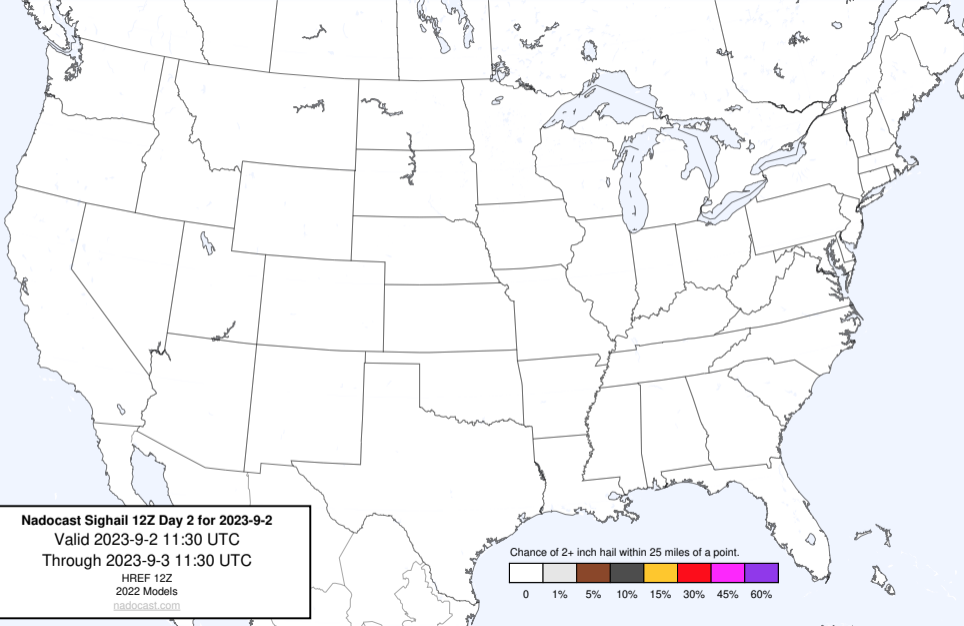 Nadocast Sighail 12Z Day 2 for 2023-9-2
Valid 2023-9-2 11:30 UTC
Through 2023-9-3 11:30 UTC
HREF 12Z
2022 Models
nadocast.com
Chance of 2+ inch hail within 25 miles of a point.
0 1% 5% 10% 15% 30% 45% 60%